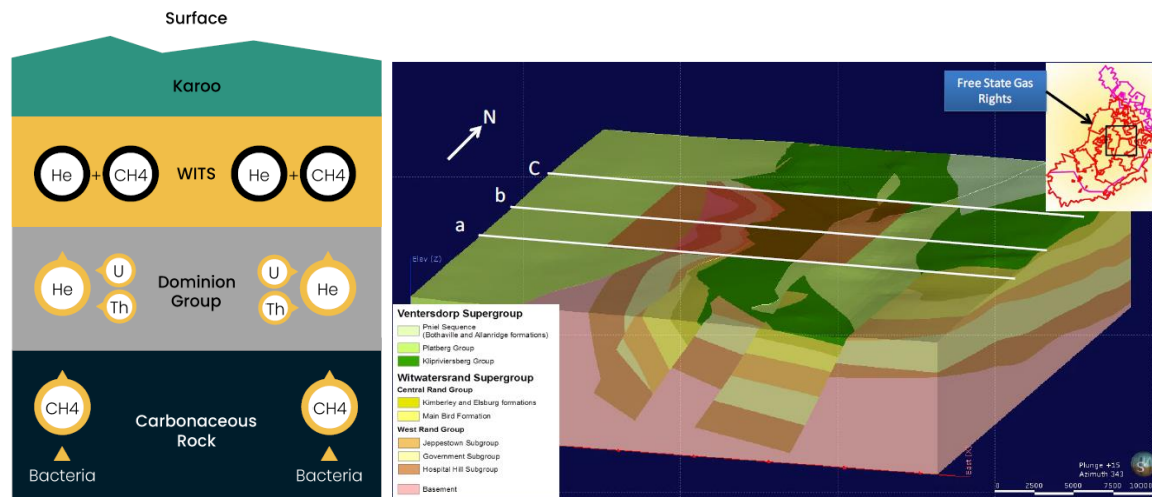 Surface
Karoo
He + CH4 WITS He + CH4
He U Th Dominion Group U Th He
CH4 Carbonaceous Rock CH4
Bacteria Bacteria
N
c
b
a
Elev (Z)
Free State Gas
Rights
Ventersdorp Supergroup
Pniel Sequence
(Bothaville and Allanridge formations)
Platberg Group
Klipriviersberg Group
Witwatersrand Supergroup
Central Rand Group
Kimberley and Elsburg formations
Main Bird Formation
West Rand Group
Jeppestown Subgroup
Government Subgroup
Hospital Hill Subgroup
Basement
Plunge +15
Azimuth 343
0 2500 5000 7500 10000